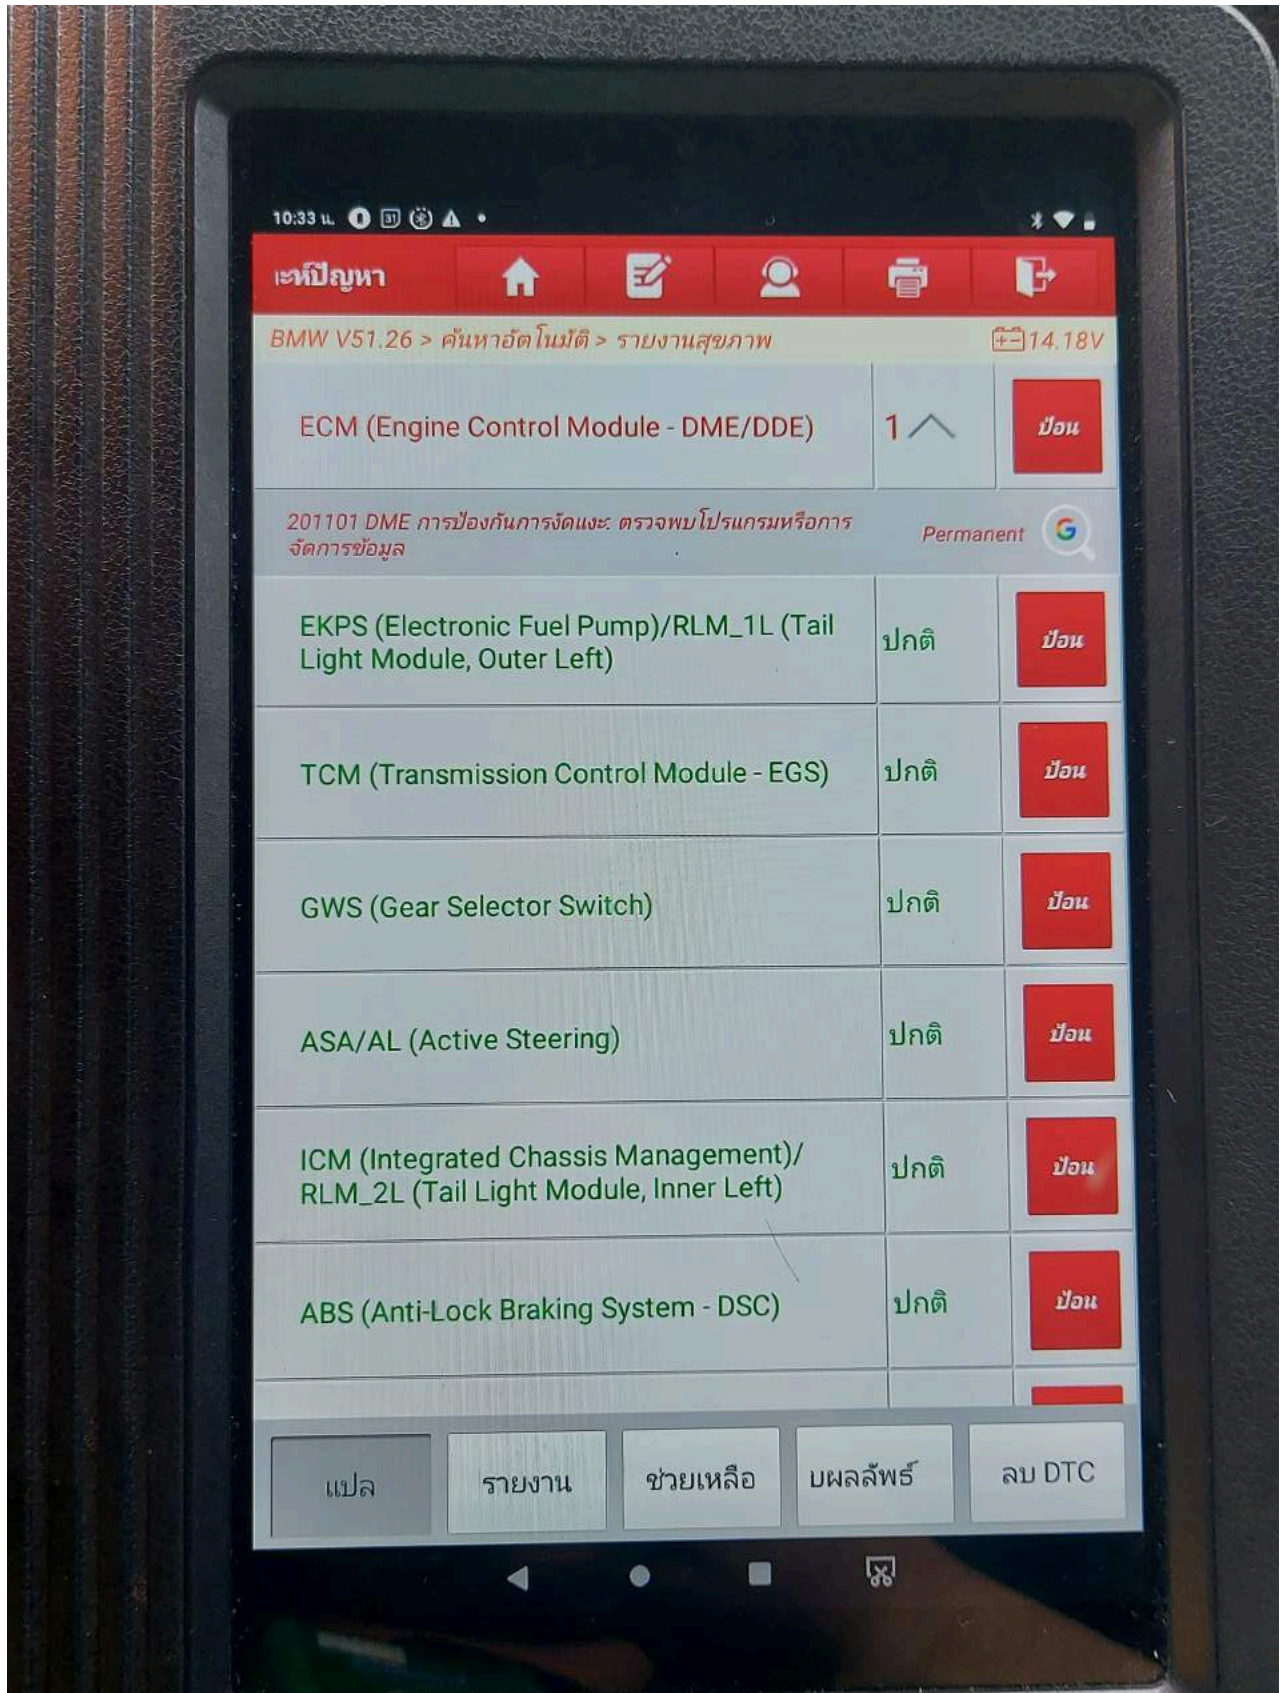 10:33 น. 31
ะห์ปัญหา
BMW V51.26 > ค้นหาอัตโนมัติ > รายงานสุขภาพ 14.18V
ECM (Engine Control Module - DME/DDE) 1 ป้อน
201101 DME การป้องกันการงัดแงะ: ตรวจพบโปรแกรมหรือการ
จัดการข้อมูล Permanent G
EKPS (Electronic Fuel Pump)/RLM_1L (Tail
Light Module, Outer Left) ปกติ ป้อน
TCM (Transmission Control Module - EGS) ปกติ ป้อน
GWS (Gear Selector Switch) ปกติ ป้อน
ASA/AL (Active Steering) ปกติ ป้อน
ICM (Integrated Chassis Management)/
RLM_2L (Tail Light Module, Inner Left) ปกติ ป้อน
ABS (Anti-Lock Braking System - DSC) ปกติ ป้อน
แปล รายงาน ช่วยเหลือ บผลลัพธ์ ลบ DTC